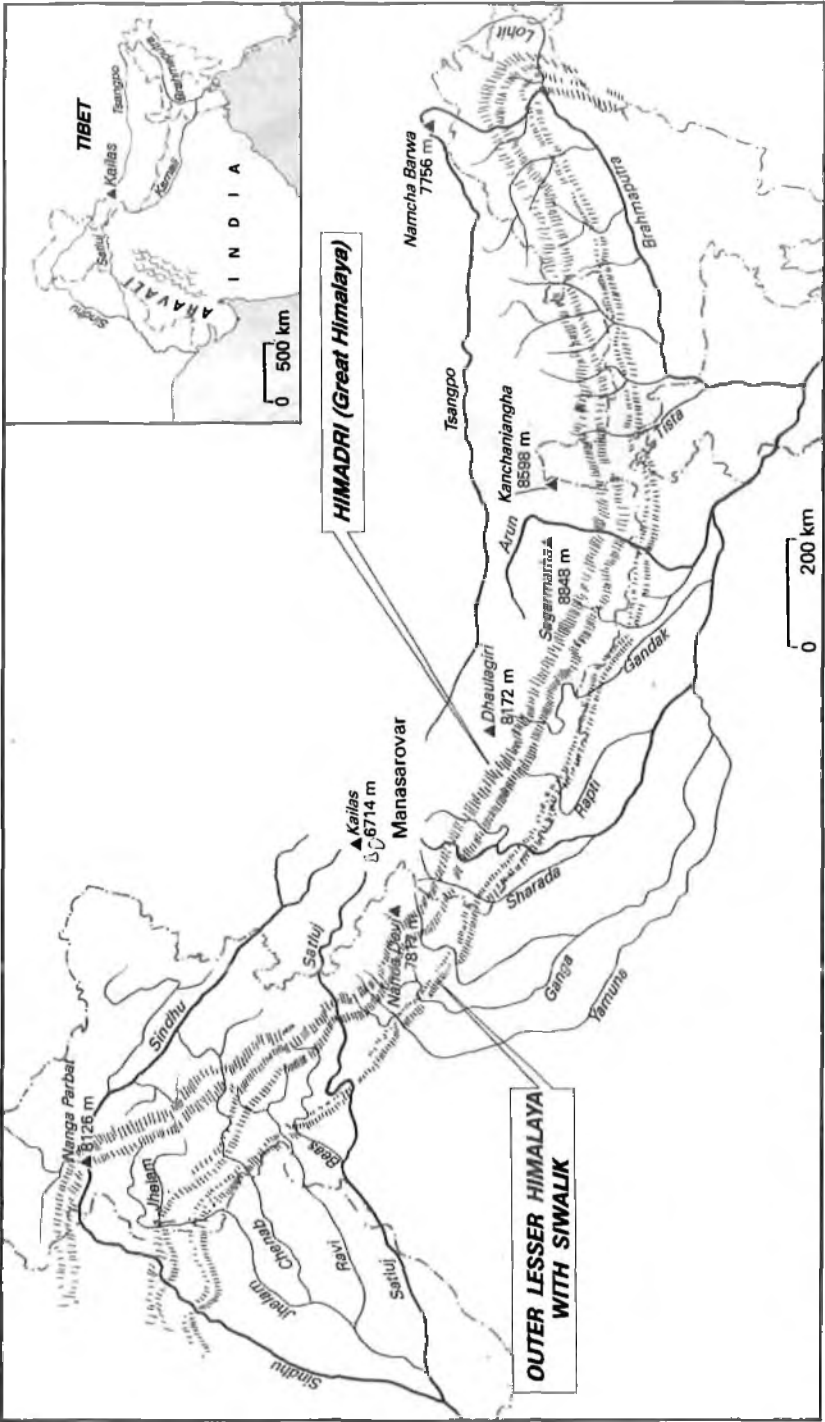 TIBET
Tsangpo
Brahmaputra
Kailas
Karnali
Satluj
Sindhu
ARAVALI
I N D I A
0 500 km
Lohit
Namcha Barwa
7756 m
Brahmaputra
HIMADRI (Great Himalaya)
Tsangpo
Kanchanjangha
8598 m
Tista
Arun
Sagarmatha
8848 m
0 200 km
Dhaulagiri
8172 m
Gandak
Rapti
Kailas
6714 m
Manasarovar
Sharada
Satluj
Nanda Devi
7817 m
Ganga
Yamuna
Sindhu
Nanga Parbat
8126 m
Jhelam
Beas
Chenab
Ravi
Jhelam
Satluj
Sindhu
OUTER LESSER HIMALAYA
WITH SIWALIK